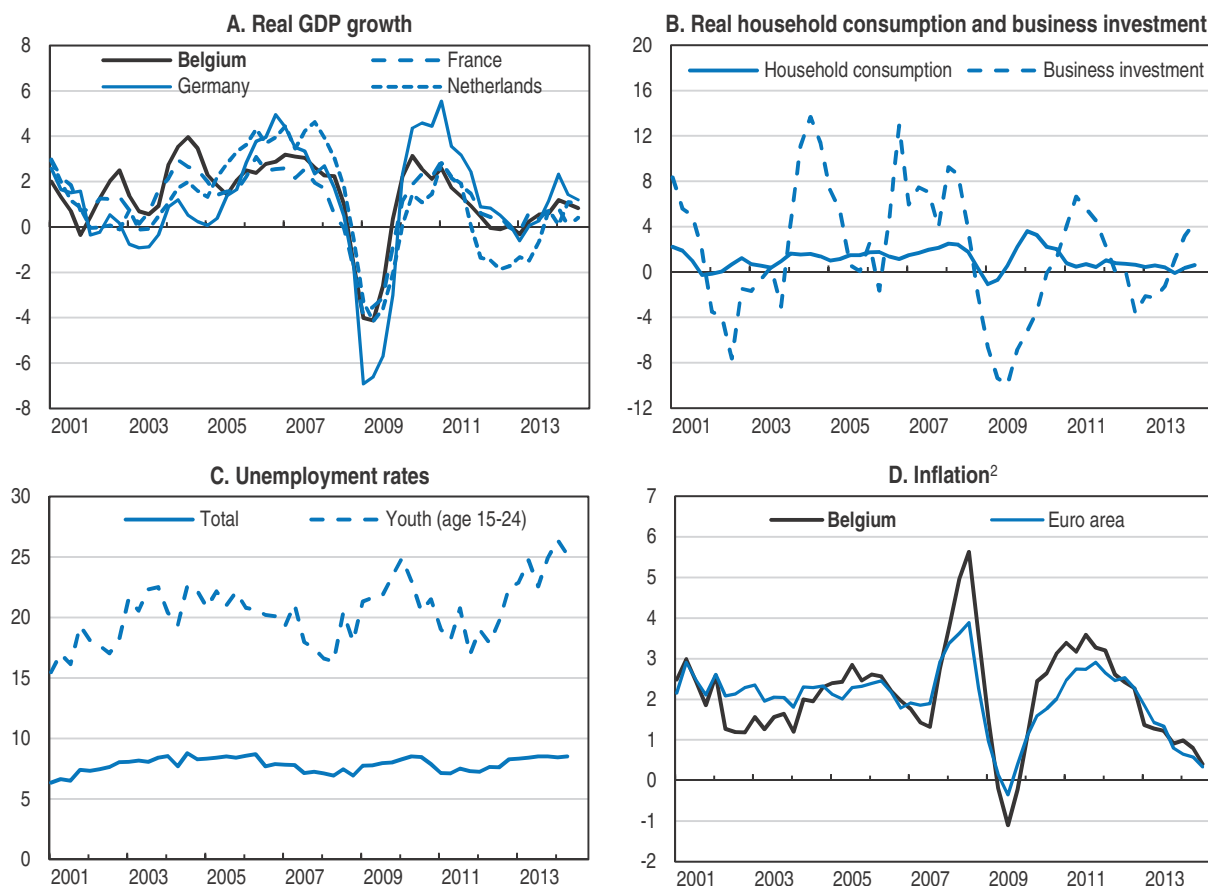 A. Real GDP growth
Belgium
France
Germany
Netherlands
8
6
4
2
0
-2
-4
-6
-8
2001 2003 2005 2007 2009 2011 2013
B. Real household consumption and business investment
Household consumption
Business investment
20
16
12
8
4
0
-4
-8
-12
2001 2003 2005 2007 2009 2011 2013
C. Unemployment rates
Total
Youth (age 15-24)
30
25
20
15
10
5
0
2001 2003 2005 2007 2009 2011 2013
D. Inflation²
Belgium
Euro area
7
6
5
4
3
2
1
0
-1
-2
2001 2003 2005 2007 2009 2011 2013